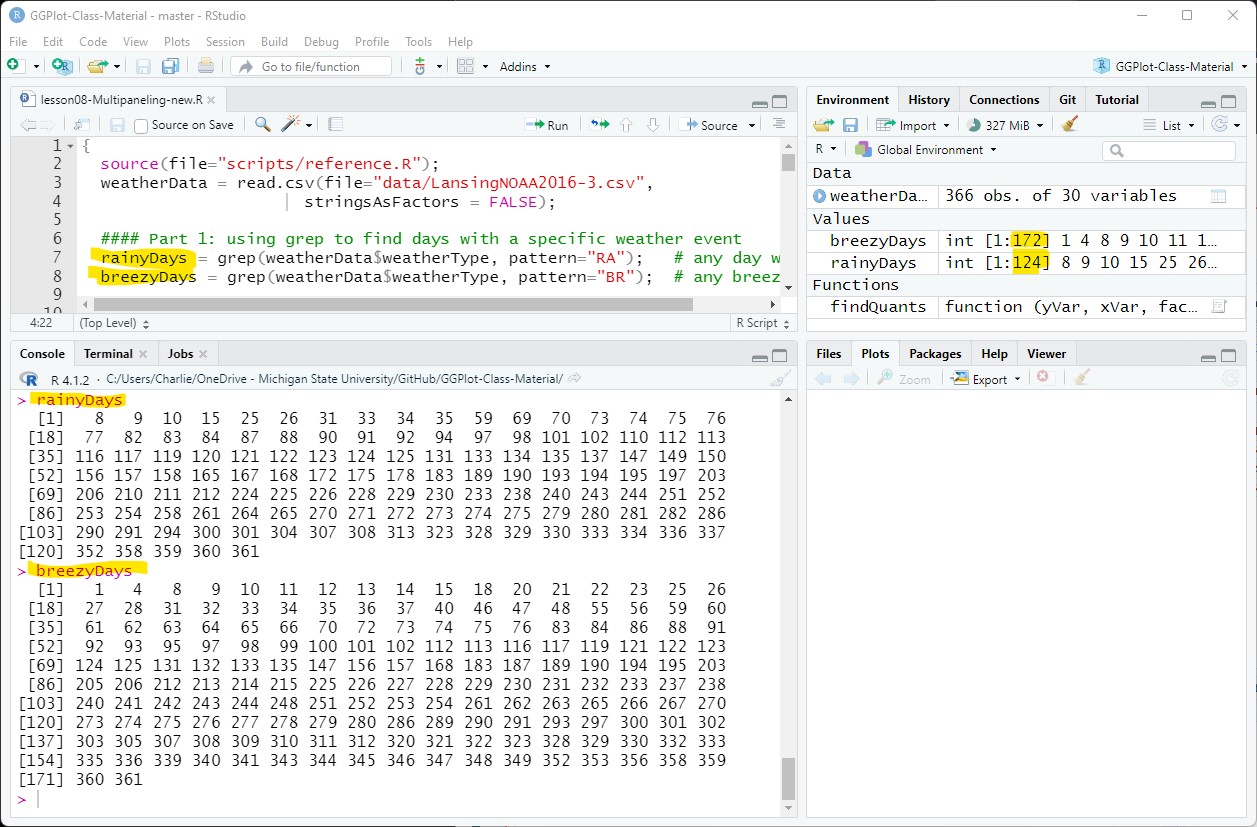 GGPlot-Class-Material - master - RStudio
File Edit Code View Plots Session Build Debug Profile Tools Help
Go to file/function Addins GGPlot-Class-Material
lesson08-Multipaneling-new.R
Source on Save Run Source
1 {
2 source(file="scripts/reference.R");
3 weatherData = read.csv(file="data/LansingNOAA2016-3.csv",
4 stringsAsFactors = FALSE);
5
6 #### Part 1: using grep to find days with a specific weather event
7 rainyDays = grep(weatherData$weatherType, pattern="RA"); # any day w
8 breezyDays = grep(weatherData$weatherType, pattern="BR"); # any breez
9
10
4:22 (Top Level) R Script
Environment History Connections Git Tutorial
Import 327 MiB List
R Global Environment
Data
weatherDa… 366 obs. of 30 variables
Values
breezyDays int [1:172] 1 4 8 9 10 11 1…
rainyDays int [1:124] 8 9 10 15 25 26…
Functions
findQuants function (yVar, xVar, fac…
Console Terminal Jobs
R 4.1.2 · C:/Users/Charlie/OneDrive - Michigan State University/GitHub/GGPlot-Class-Material/
> rainyDays
[1] 8 9 10 15 25 26 31 33 34 35 59 69 70 73 74 75 76
[18] 77 82 83 84 87 88 90 91 92 94 97 98 101 102 110 112 113
[35] 116 117 119 120 121 122 123 124 125 131 133 134 135 137 147 149 150
[52] 156 157 158 165 167 168 172 175 178 183 189 190 193 194 195 197 203
[69] 206 210 211 212 224 225 226 228 229 230 233 238 240 243 244 251 252
[86] 253 254 258 261 264 265 270 271 272 273 274 275 279 280 281 282 286
[103] 290 291 294 300 301 304 307 308 313 323 328 329 330 333 334 336 337
[120] 352 358 359 360 361
> breezyDays
[1] 1 4 8 9 10 11 12 13 14 15 18 20 21 22 23 25 26
[18] 27 28 31 32 33 34 35 36 37 40 46 47 48 55 56 59 60
[35] 61 62 63 64 65 66 70 72 73 74 75 76 83 84 86 88 91
[52] 92 93 95 97 98 99 100 101 102 112 113 116 117 119 121 122 123
[69] 124 125 131 132 133 135 147 156 157 168 183 187 189 190 194 195 203
[86] 205 206 212 213 214 215 225 226 227 228 229 230 231 232 233 237 238
[103] 240 241 242 243 244 248 251 252 253 254 261 262 263 265 266 267 270
[120] 273 274 275 276 277 278 279 280 286 289 290 291 293 297 300 301 302
[137] 303 305 307 308 309 310 311 312 320 321 322 323 328 329 330 332 333
[154] 335 336 339 340 341 343 344 345 346 347 348 349 352 353 356 358 359
[171] 360 361
>
Files Plots Packages Help Viewer
Zoom Export